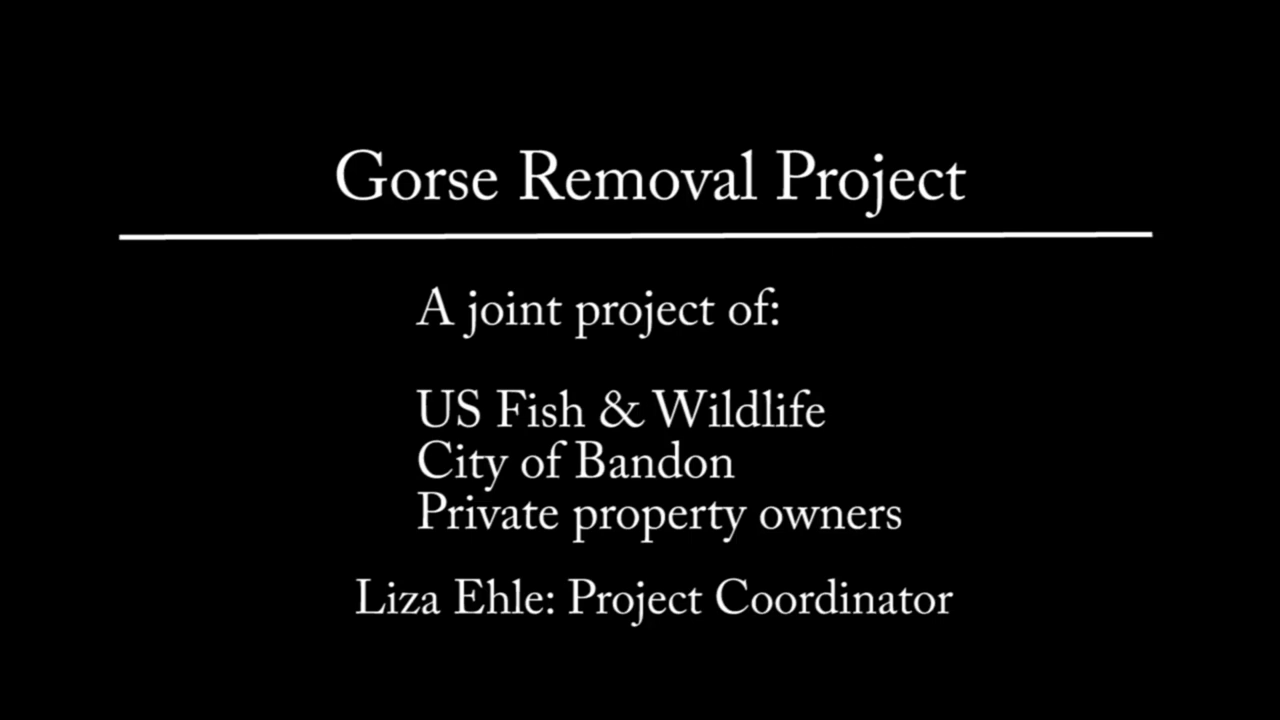 Gorse Removal Project
A joint project of:
US Fish & Wildlife
City of Bandon
Private property owners
Liza Ehle: Project Coordinator